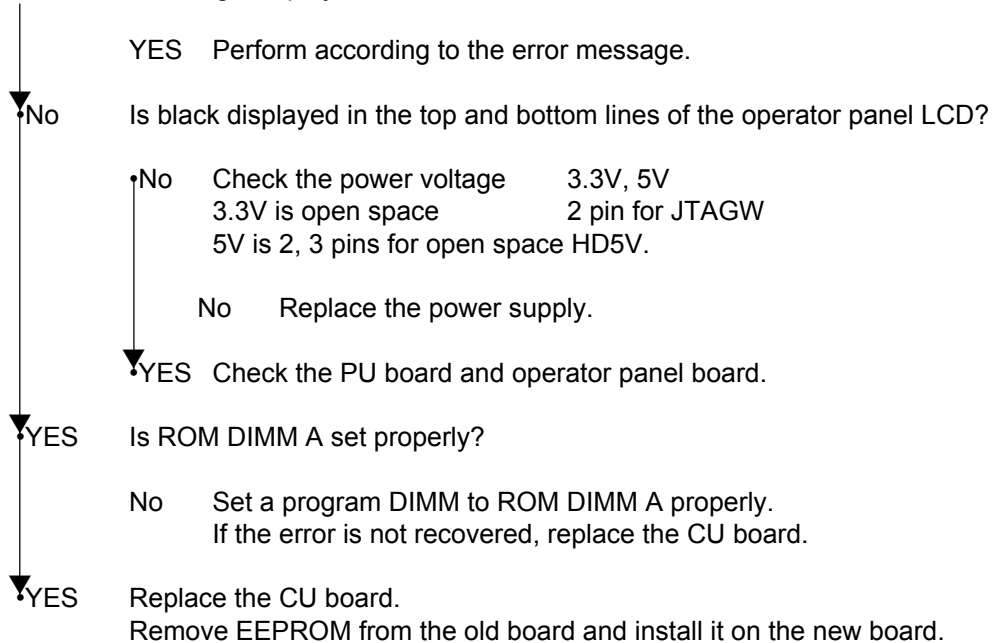 YES Perform according to the error message.
•No Is black displayed in the top and bottom lines of the operator panel LCD?
•No Check the power voltage 3.3V, 5V
3.3V is open space 2 pin for JTAGW
5V is 2, 3 pins for open space HD5V.
No Replace the power supply.
•YES Check the PU board and operator panel board.
•YES Is ROM DIMM A set properly?
No Set a program DIMM to ROM DIMM A properly.
If the error is not recovered, replace the CU board.
•YES Replace the CU board.
Remove EEPROM from the old board and install it on the new board.